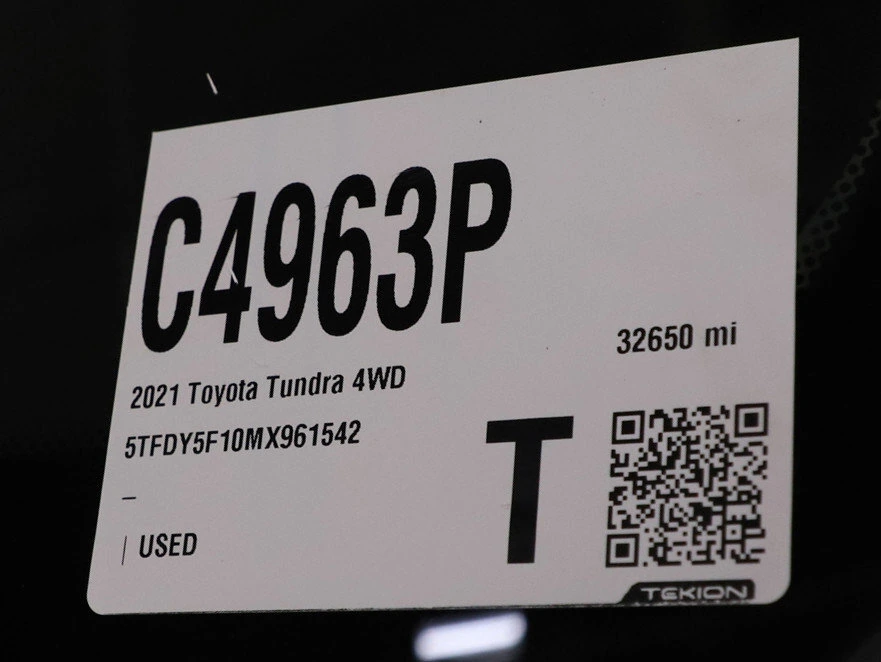 C4963P
32650 mi
2021 Toyota Tundra 4WD
5TFDY5F10MX961542
–
| USED
T
TEKION